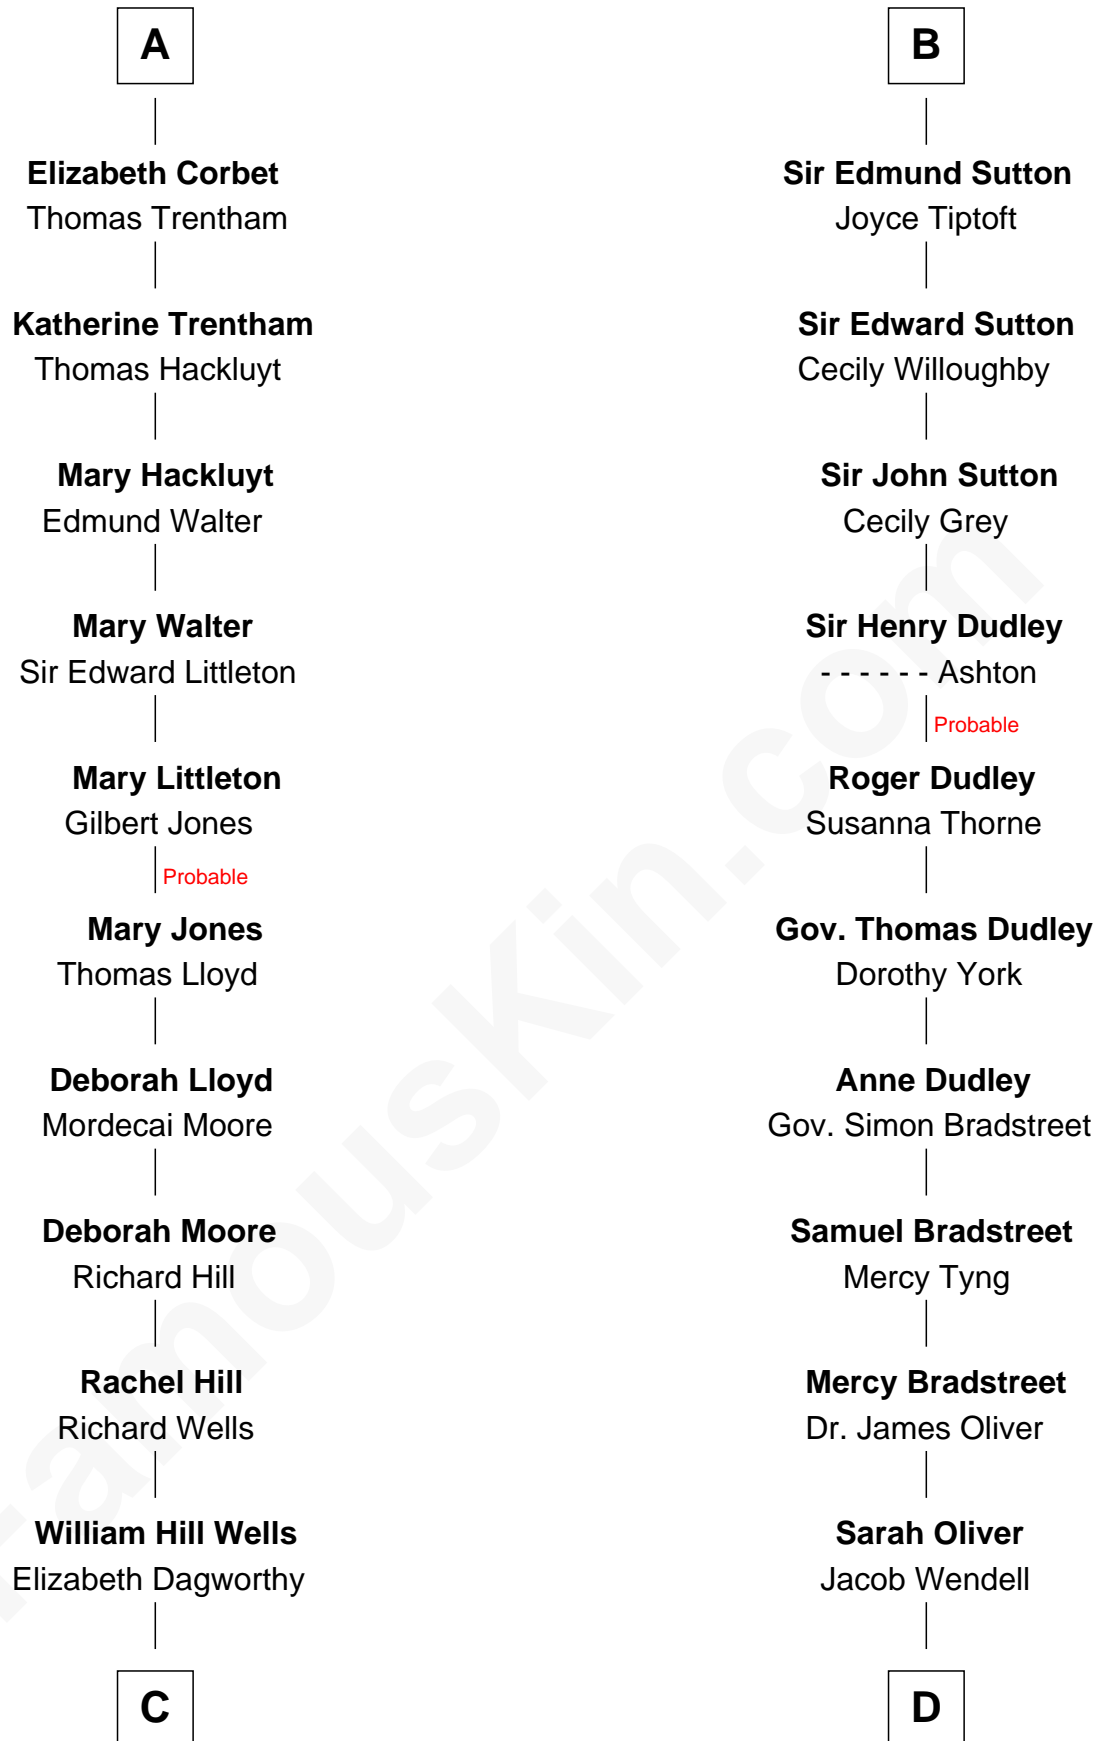 A
Elizabeth Corbet
Thomas Trentham
Katherine Trentham
Thomas Hackluyt
Mary Hackluyt
Edmund Walter
Mary Walter
Sir Edward Littleton
Mary Littleton
Gilbert Jones
Probable
Mary Jones
Thomas Lloyd
Deborah Lloyd
Mordecai Moore
Deborah Moore
Richard Hill
Rachel Hill
Richard Wells
William Hill Wells
Elizabeth Dagworthy
C
B
Sir Edmund Sutton
Joyce Tiptoft
Sir Edward Sutton
Cecily Willoughby
Sir John Sutton
Cecily Grey
Sir Henry Dudley
- - - - - - Ashton
Probable
Roger Dudley
Susanna Thorne
Gov. Thomas Dudley
Dorothy York
Anne Dudley
Gov. Simon Bradstreet
Samuel Bradstreet
Mercy Tyng
Mercy Bradstreet
Dr. James Oliver
Sarah Oliver
Jacob Wendell
D
FamousKin.com